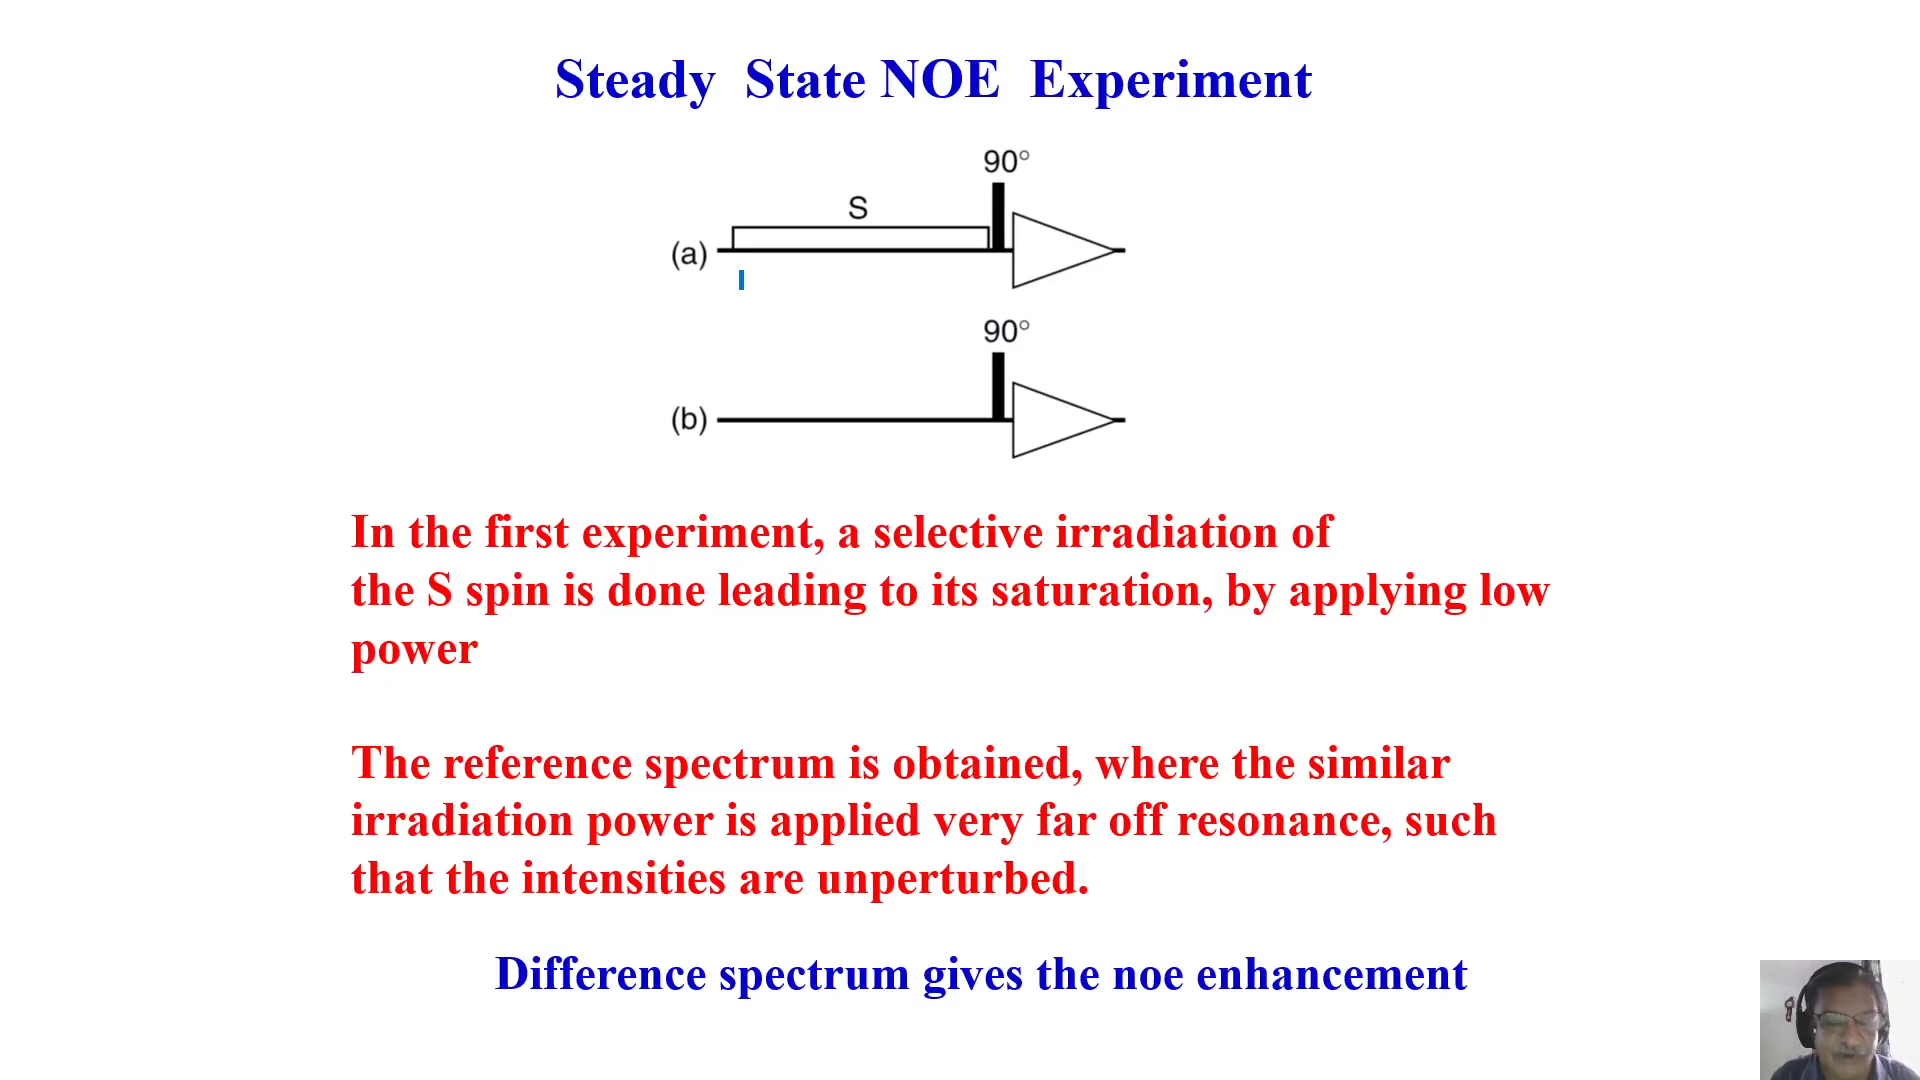 Steady State NOE Experiment
90°
S
(a)
90°
(b)
In the first experiment, a selective irradiation of
the S spin is done leading to its saturation, by applying low
power
The reference spectrum is obtained, where the similar
irradiation power is applied very far off resonance, such
that the intensities are unperturbed.
Difference spectrum gives the noe enhancement